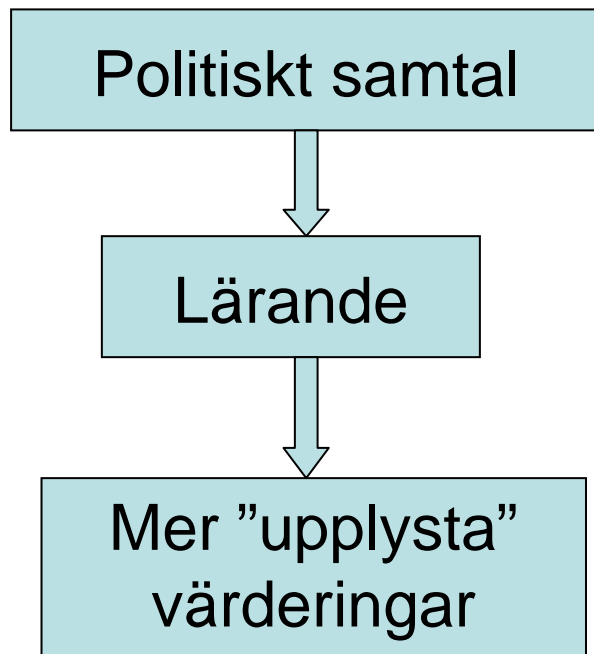 Politiskt samtal
Lärande
Mer ”upplysta”
värderingar